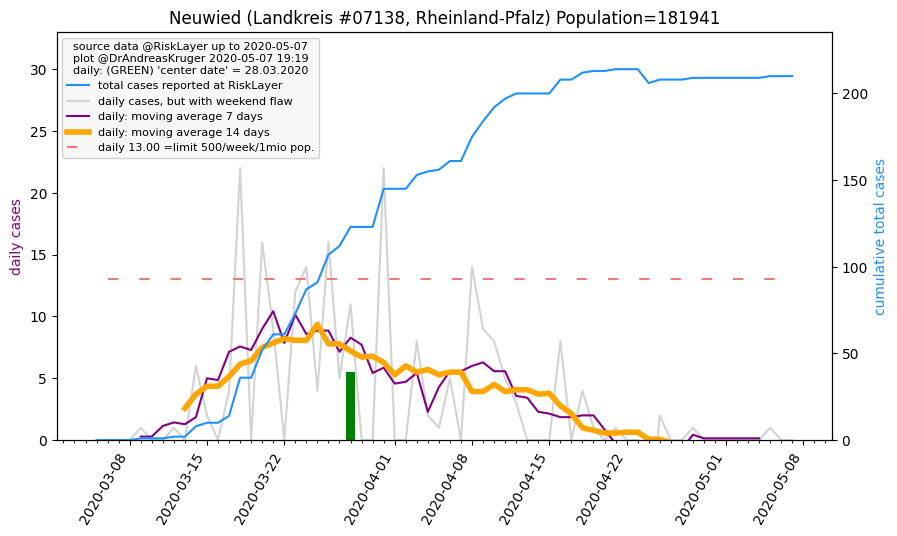 Neuwied (Landkreis #07138, Rheinland-Pfalz) Population=181941
source data @RiskLayer up to 2020-05-07
plot @DrAndreasKruger 2020-05-07 19:19
daily: (GREEN) 'center date' = 28.03.2020
total cases reported at RiskLayer
daily cases, but with weekend flaw
daily: moving average 7 days
daily: moving average 14 days
daily 13.00 =limit 500/week/1mio pop.
daily cases
30
25
20
15
10
5
0
cumulative total cases
200
150
100
50
0
2020-03-08
2020-03-15
2020-03-22
2020-04-01
2020-04-08
2020-04-15
2020-04-22
2020-05-01
2020-05-08